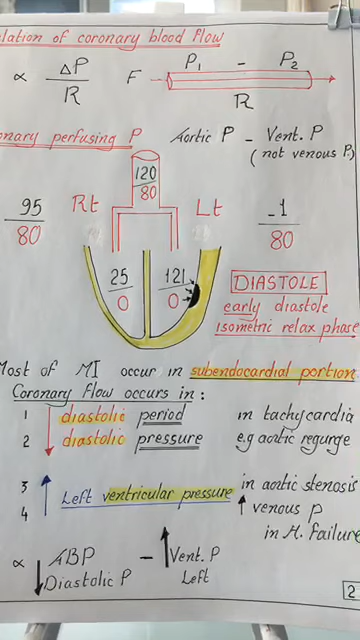 ulation of coronary blood flow
P1 - P2
∝ ΔP/R F
R
onary perfusing P Aortic P - Vent. P
(not venous P.)
120
80
95 Rt Lt -1
80 80
25 121
0 0
DIASTOLE
early diastole
isometric relax phase
Most of MI occur in subendocardial portion
Coronary Flow occurs in:
1 ↓ diastolic period in tachycardia
2 diastolic pressure e.g aortic regurge
3 ↑ Left ventricular pressure in aortic stenosis
4 ↑ venous P
in H. Failure
∝ ABP - ↑ Vent. P
↓ Diastolic P Left
2